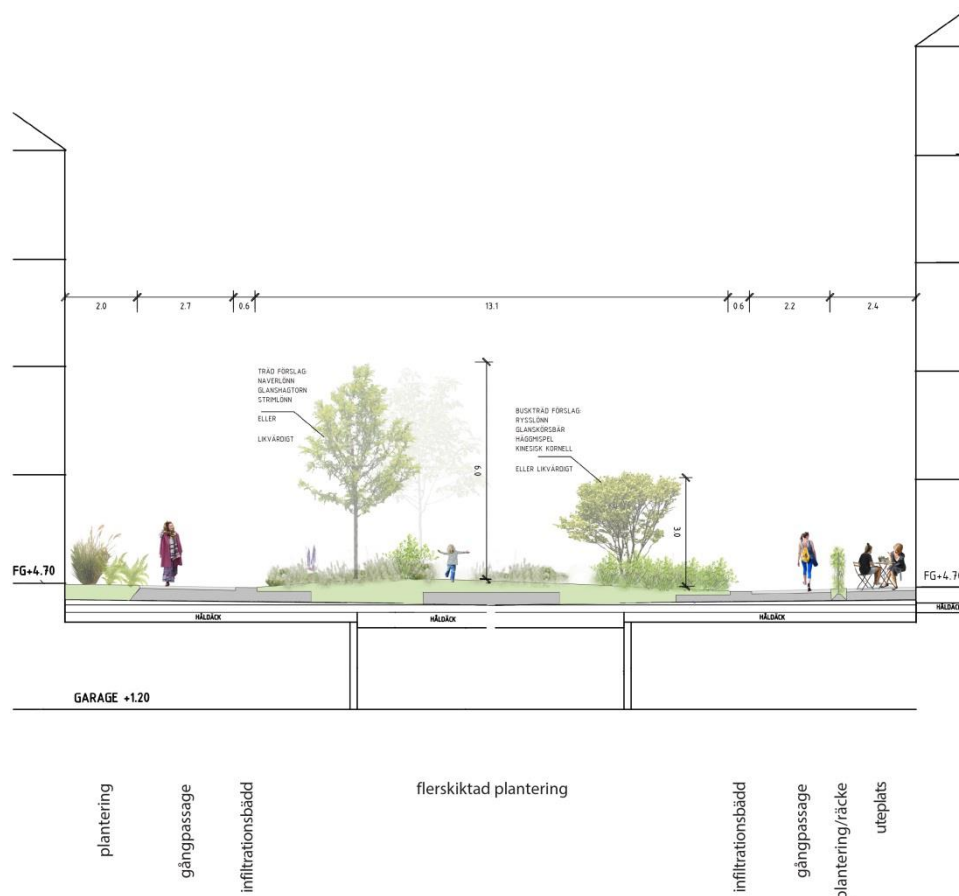 2.0
2.7
0.6
13.1
0.6
2.2
2.4
TRÄD FÖRSLAG:
NAVERLÖNN
GLANSHAGTORN
STRIMLÖNN
ELLER
LIKVÄRDIGT
6.0
BUSKTRÄD FÖRSLAG:
RYSSLÖNN
GLANSKÖRSBÄR
HÄGGMISPEL
KINESISK KORNELL
ELLER LIKVÄRDIGT
3.0
FG+4.70
FG+4.70
HÅLDÄCK
HÅLDÄCK
HÅLDÄCK
HÅLDÄCK
GARAGE +1.20
plantering
gångpassage
infiltrationsbädd
flerskiktad plantering
infiltrationsbädd
gångpassage
plantering/räcke
uteplats